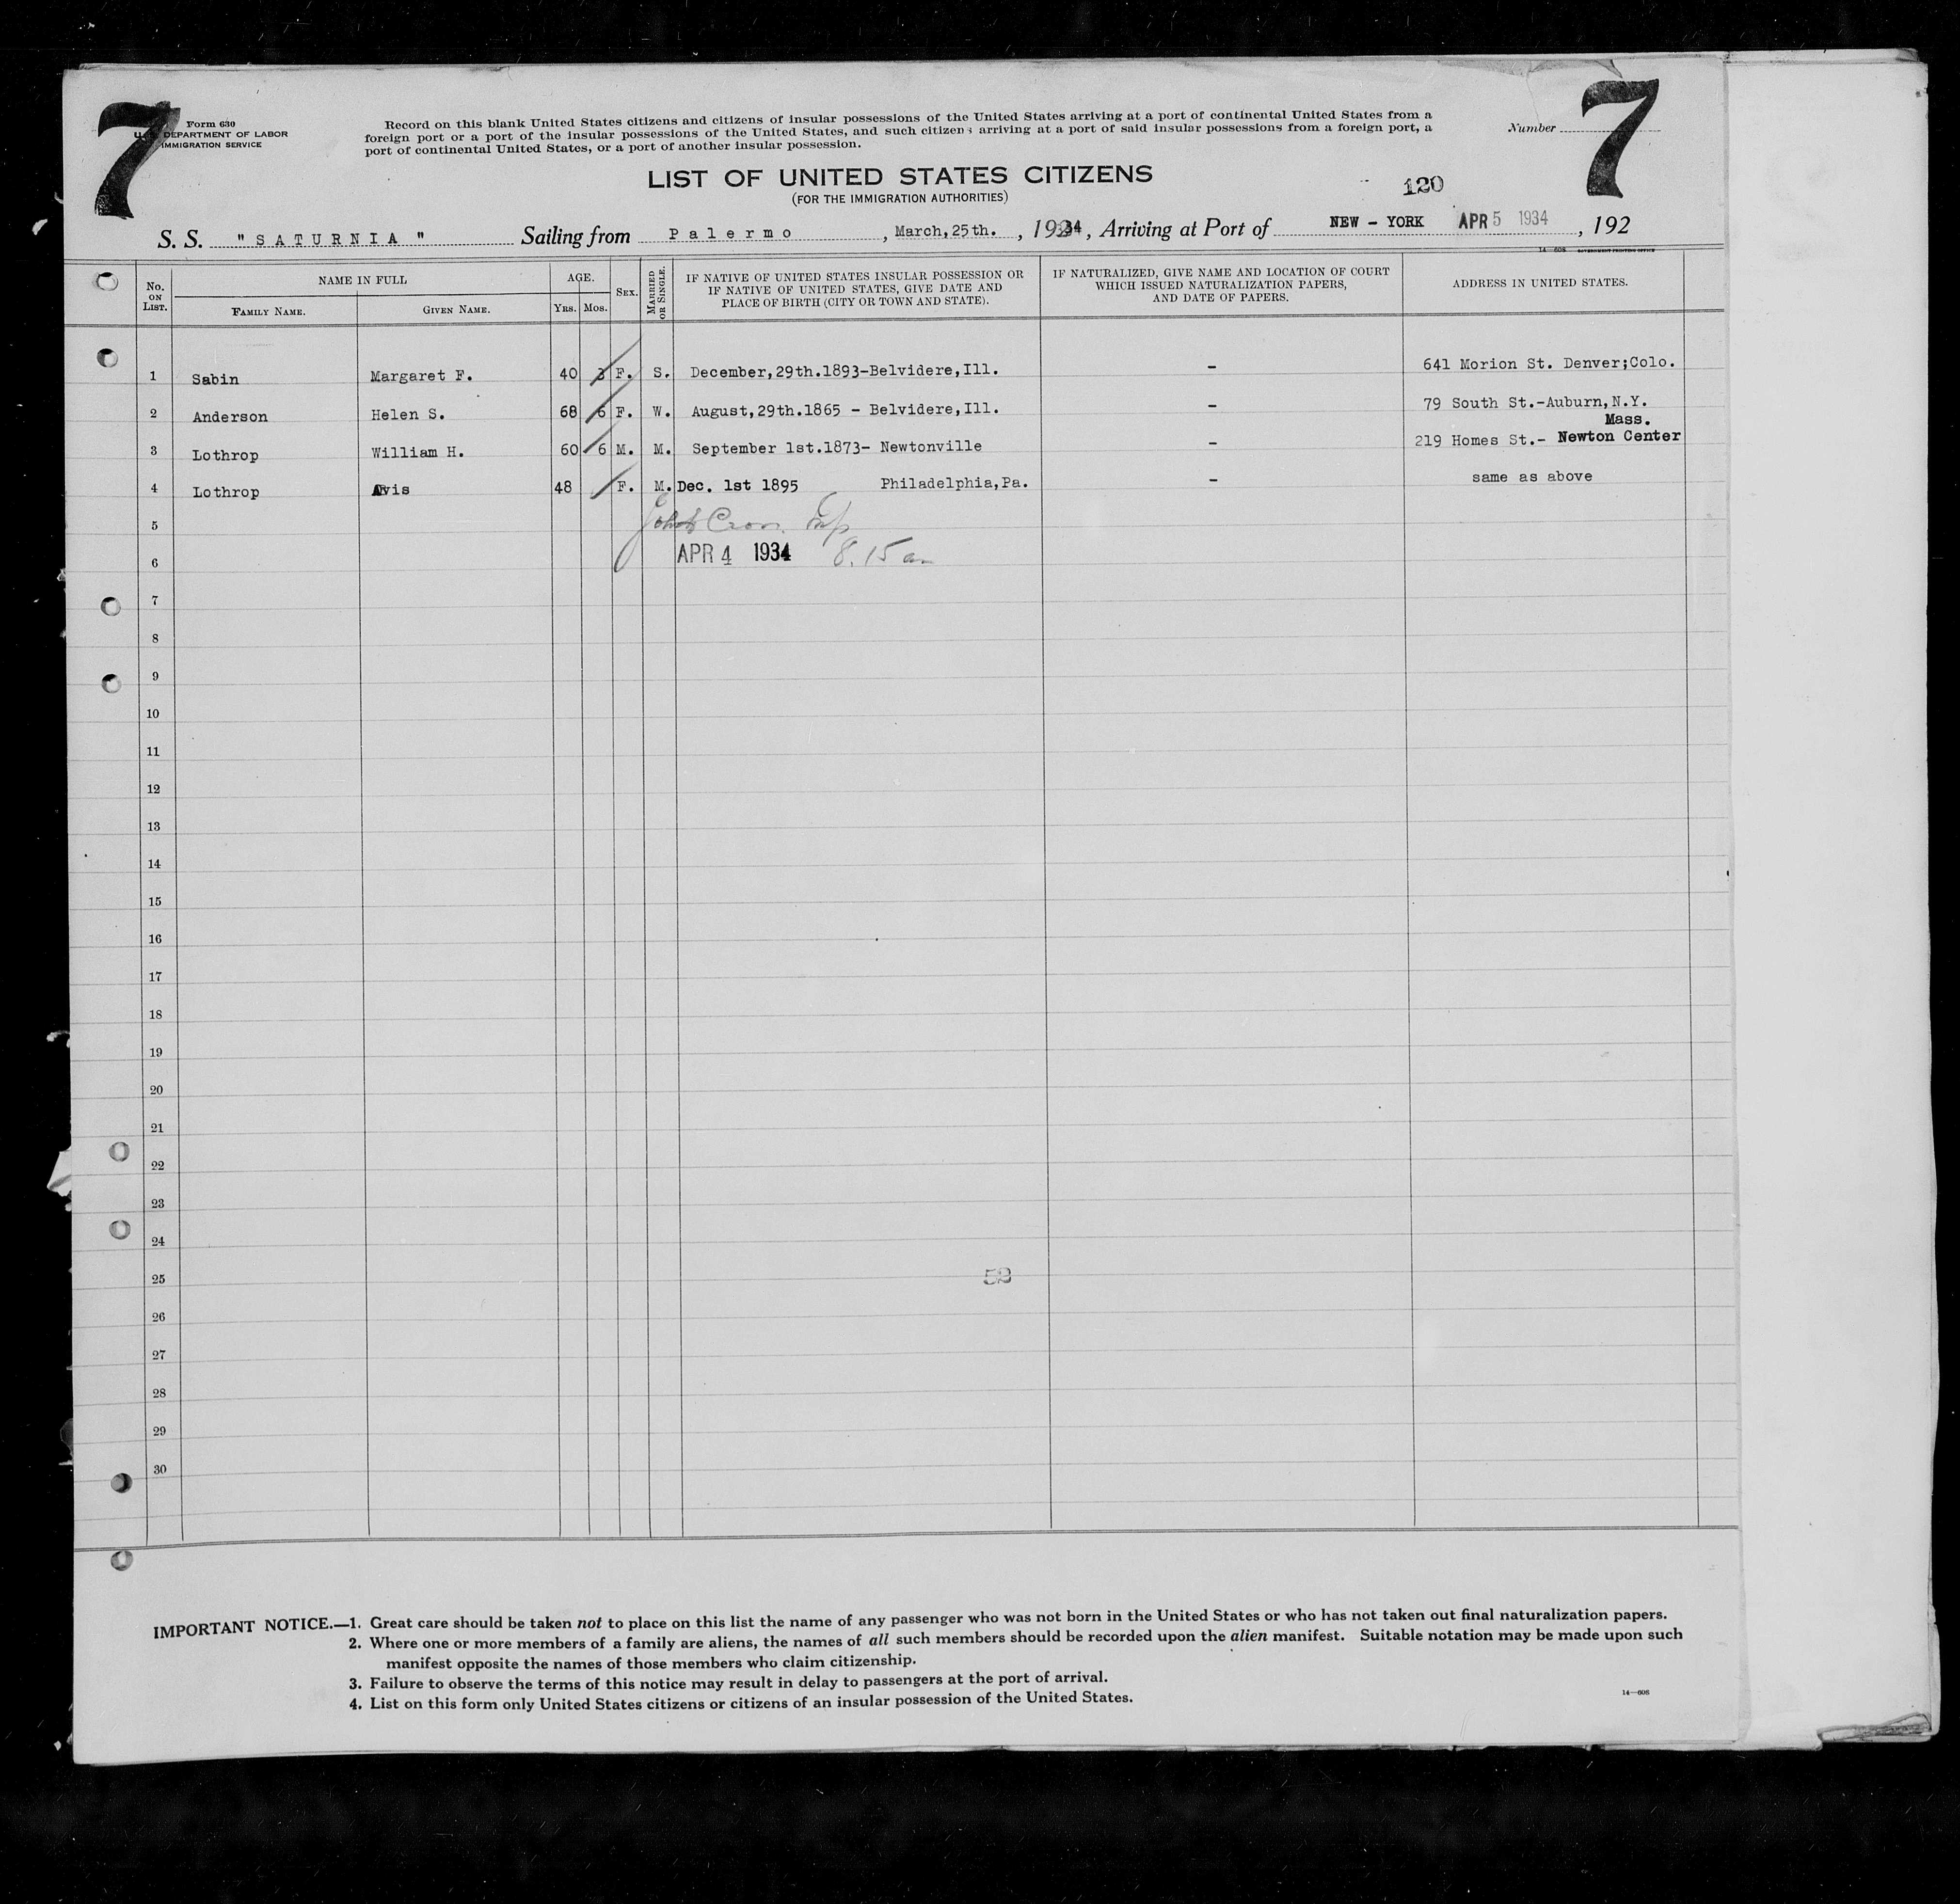 7
7
Form 630
U.S. DEPARTMENT OF LABOR
IMMIGRATION SERVICE
Record on this blank United States citizens and citizens of insular possessions of the United States arriving at a port of continental United States from a
foreign port or a port of the insular possessions of the United States, and such citizens arriving at a port of said insular possessions from a foreign port, a
port of continental United States, or a port of another insular possession.
Number
LIST OF UNITED STATES CITIZENS
(FOR THE IMMIGRATION AUTHORITIES)
120
S. S. "SATURNIA" Sailing from Palermo, March, 25th., 1934, Arriving at Port of NEW - YORK APR 5 1934, 192
14—608 GOVERNMENT PRINTING OFFICE
No. ON LIST. NAME IN FULL FAMILY NAME. GIVEN NAME. AGE. YRS. MOS. SEX. MARRIED OR SINGLE. IF NATIVE OF UNITED STATES INSULAR POSSESSION OR IF NATIVE OF UNITED STATES, GIVE DATE AND PLACE OF BIRTH (CITY OR TOWN AND STATE). IF NATURALIZED, GIVE NAME AND LOCATION OF COURT WHICH ISSUED NATURALIZATION PAPERS, AND DATE OF PAPERS. ADDRESS IN UNITED STATES.
1 Sabin Margaret F. 40 3 F. S. December,29th.1893-Belvidere,Ill. - 641 Morion St. Denver;Colo.
2 Anderson Helen S. 68 6 F. W. August,29th.1865 - Belvidere,Ill. - 79 South St.-Auburn,N.Y.
Mass.
3 Lothrop William H. 60 6 M. M. September 1st.1873- Newtonville - 219 Homes St.- Newton Center
4 Lothrop Avis 48 F. M. Dec. 1st 1895 Philadelphia,Pa. - same as above
5
6 APR 4 1934 8.15 am
7
8
9
10
11
12
13
14
15
16
17
18
19
20
21
22
23
24
25 52
26
27
28
29
30
IMPORTANT NOTICE.—1. Great care should be taken not to place on this list the name of any passenger who was not born in the United States or who has not taken out final naturalization papers.
2. Where one or more members of a family are aliens, the names of all such members should be recorded upon the alien manifest. Suitable notation may be made upon such
manifest opposite the names of those members who claim citizenship.
3. Failure to observe the terms of this notice may result in delay to passengers at the port of arrival.
4. List on this form only United States citizens or citizens of an insular possession of the United States.
14—608